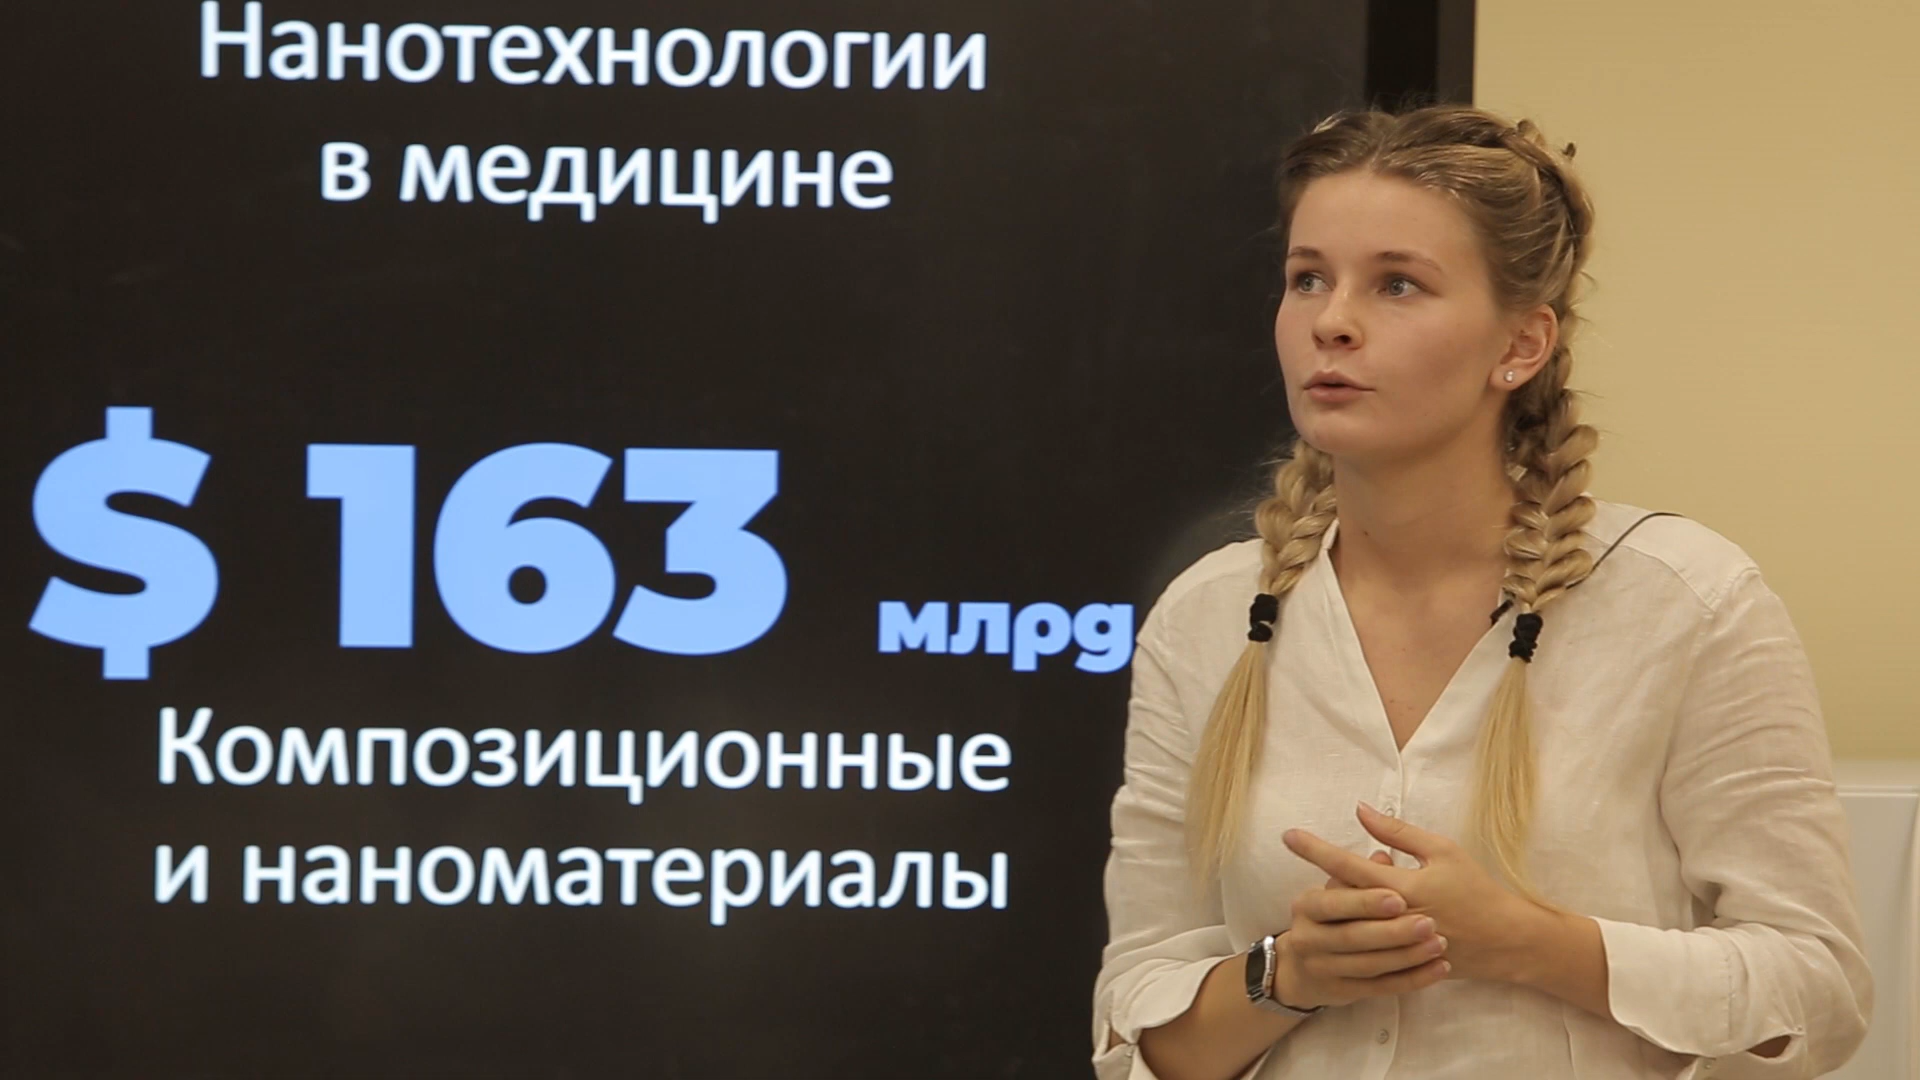 Нанотехнологии
в медицине
$ 163 млрд
Композиционные
и наноматериалы